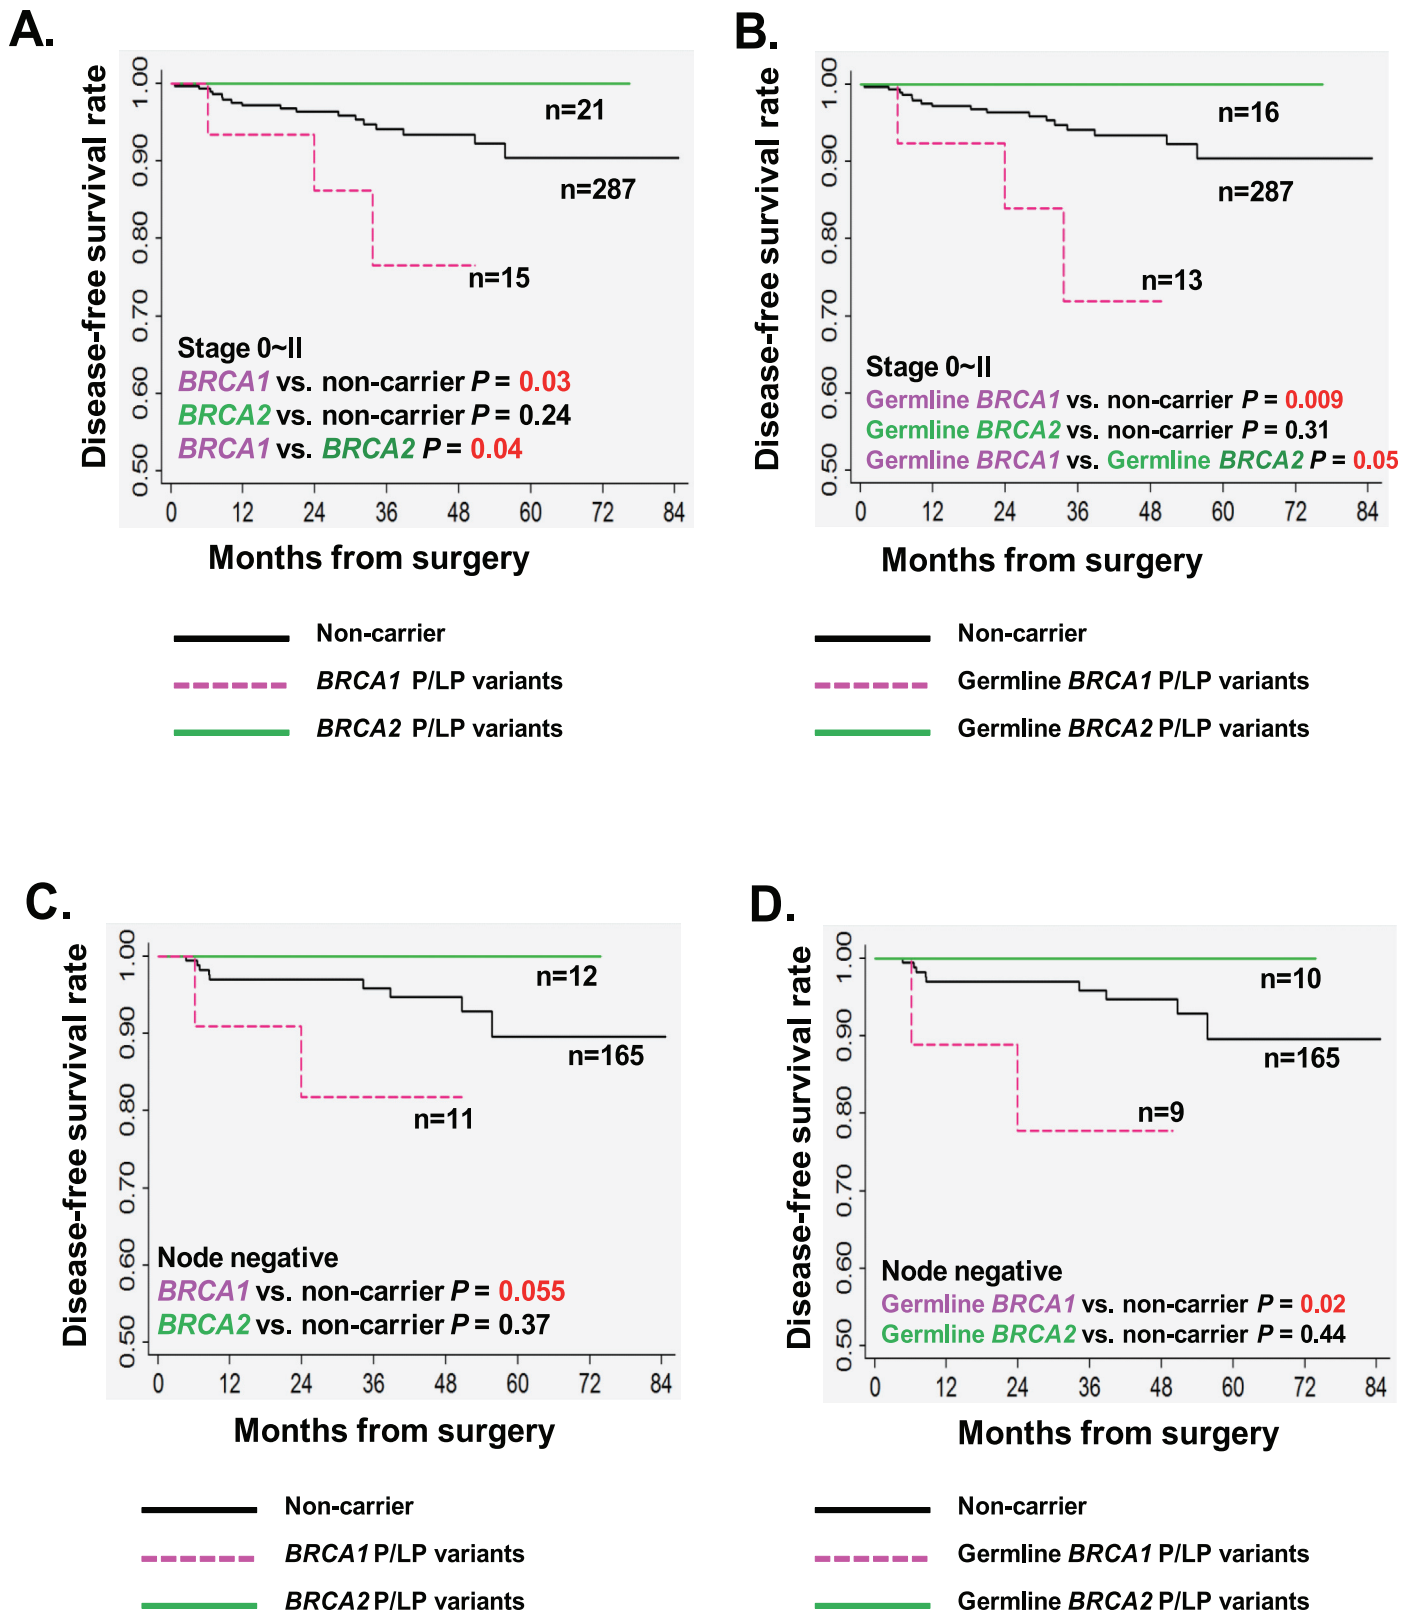 A.
Disease-free survival rate
1.00
0.90
0.80
0.70
0.60
0.50
n=21
n=287
n=15
Stage 0~II
BRCA1 vs. non-carrier P = 0.03
BRCA2 vs. non-carrier P = 0.24
BRCA1 vs. BRCA2 P = 0.04
0 12 24 36 48 60 72 84
Months from surgery
Non-carrier
BRCA1 P/LP variants
BRCA2 P/LP variants
B.
Disease-free survival rate
1.00
0.90
0.80
0.70
0.60
0.50
n=16
n=287
n=13
Stage 0~II
Germline BRCA1 vs. non-carrier P = 0.009
Germline BRCA2 vs. non-carrier P = 0.31
Germline BRCA1 vs. Germline BRCA2 P = 0.05
0 12 24 36 48 60 72 84
Months from surgery
Non-carrier
Germline BRCA1 P/LP variants
Germline BRCA2 P/LP variants
C.
Disease-free survival rate
1.00
0.90
0.80
0.70
0.60
0.50
n=12
n=165
n=11
Node negative
BRCA1 vs. non-carrier P = 0.055
BRCA2 vs. non-carrier P = 0.37
0 12 24 36 48 60 72 84
Months from surgery
Non-carrier
BRCA1 P/LP variants
BRCA2 P/LP variants
D.
Disease-free survival rate
1.00
0.90
0.80
0.70
0.60
0.50
n=10
n=165
n=9
Node negative
Germline BRCA1 vs. non-carrier P = 0.02
Germline BRCA2 vs. non-carrier P = 0.44
0 12 24 36 48 60 72 84
Months from surgery
Non-carrier
Germline BRCA1 P/LP variants
Germline BRCA2 P/LP variants